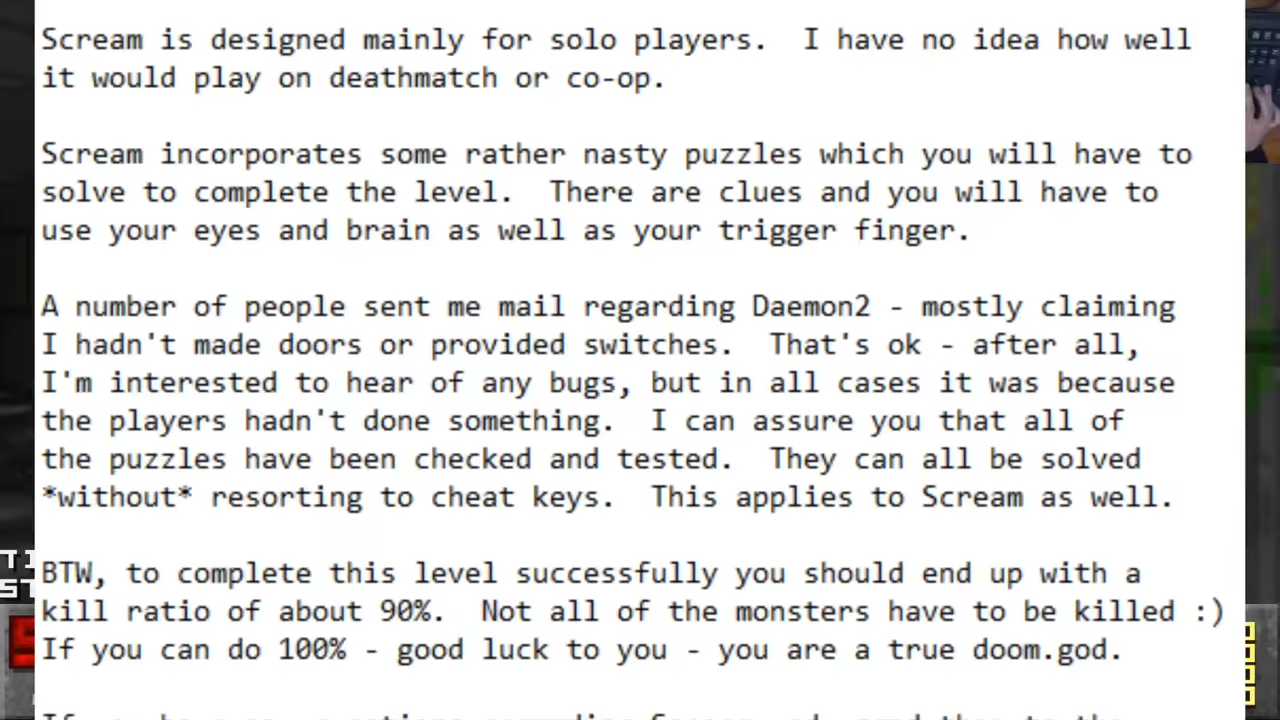 Scream is designed mainly for solo players.  I have no idea how well
it would play on deathmatch or co-op.
Scream incorporates some rather nasty puzzles which you will have to
solve to complete the level.  There are clues and you will have to
use your eyes and brain as well as your trigger finger.
A number of people sent me mail regarding Daemon2 - mostly claiming
I hadn't made doors or provided switches.  That's ok - after all,
I'm interested to hear of any bugs, but in all cases it was because
the players hadn't done something.  I can assure you that all of
the puzzles have been checked and tested.  They can all be solved
*without* resorting to cheat keys.  This applies to Scream as well.
BTW, to complete this level successfully you should end up with a
kill ratio of about 90%.  Not all of the monsters have to be killed :)
If you can do 100% - good luck to you - you are a true doom.god.